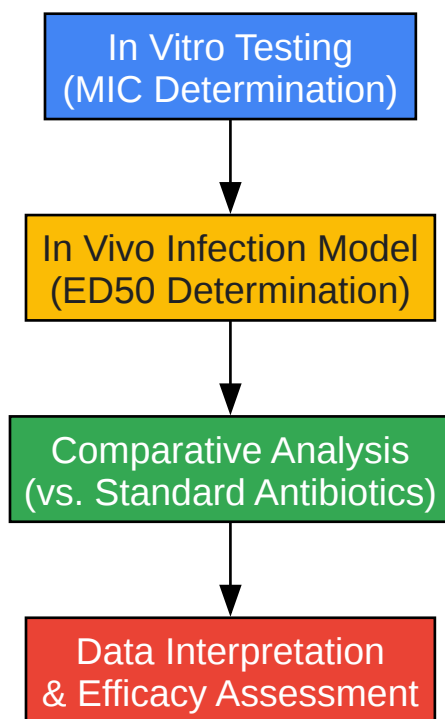 In Vitro Testing
(MIC Determination)
In Vivo Infection Model
(ED50 Determination)
Comparative Analysis
(vs. Standard Antibiotics)
Data Interpretation
& Efficacy Assessment